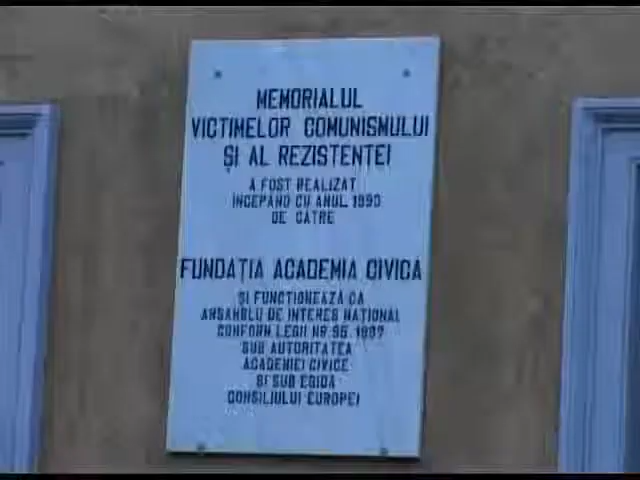 MEMORIALUL
VICTIMELOR COMUNISMULUI
ȘI AL REZISTENȚEI
A FOST REALIZAT
ÎNCEPÂND CU ANUL 1993
DE CĂTRE
FUNDAȚIA ACADEMIA CIVICĂ
ȘI FUNCȚIONEAZĂ CA
ANSAMBLU DE INTERES NAȚIONAL
CONFORM LEGII NR. 95. 1997
SUB AUTORITATEA
ACADEMIEI CIVICE
ȘI SUB EGIDA
CONSILIULUI EUROPEI